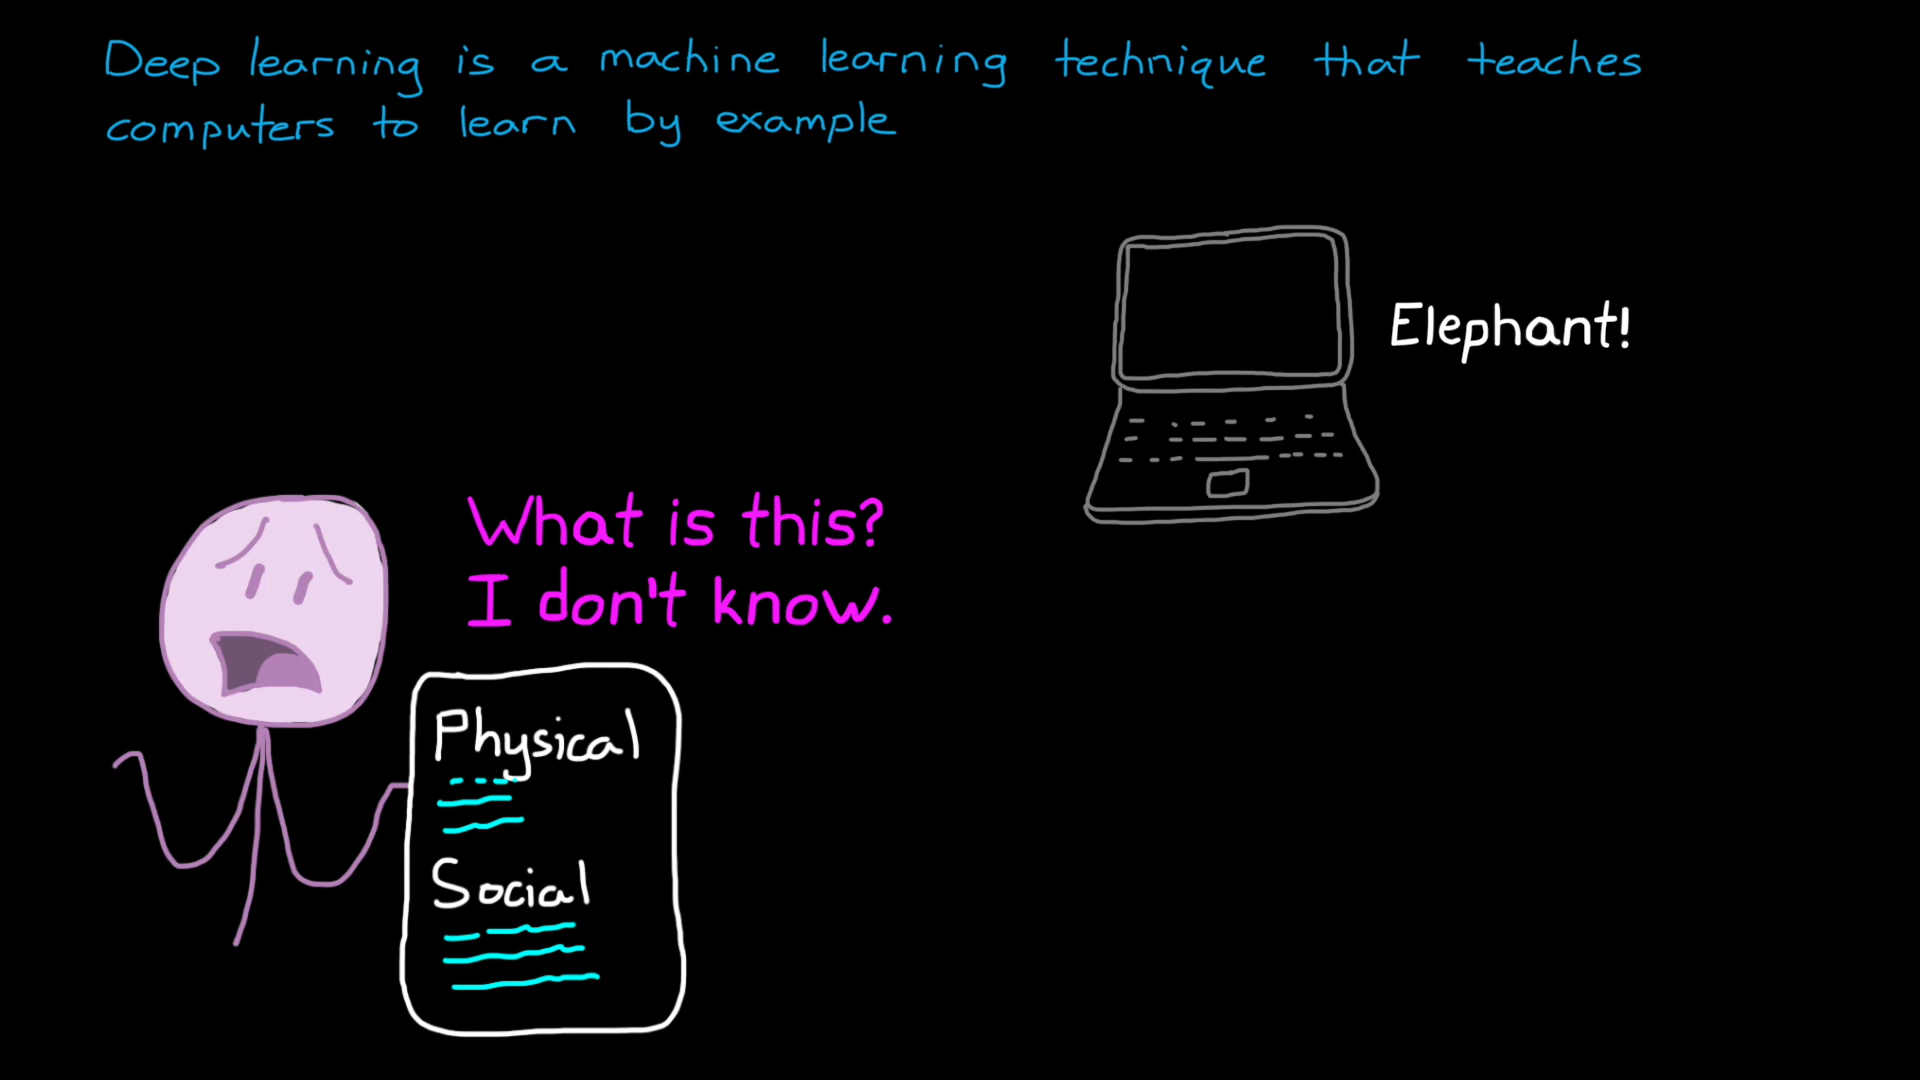 Deep learning is a machine learning technique that teaches
computers to learn by example
Elephant!
What is this?
I don't know.
Physical
Social